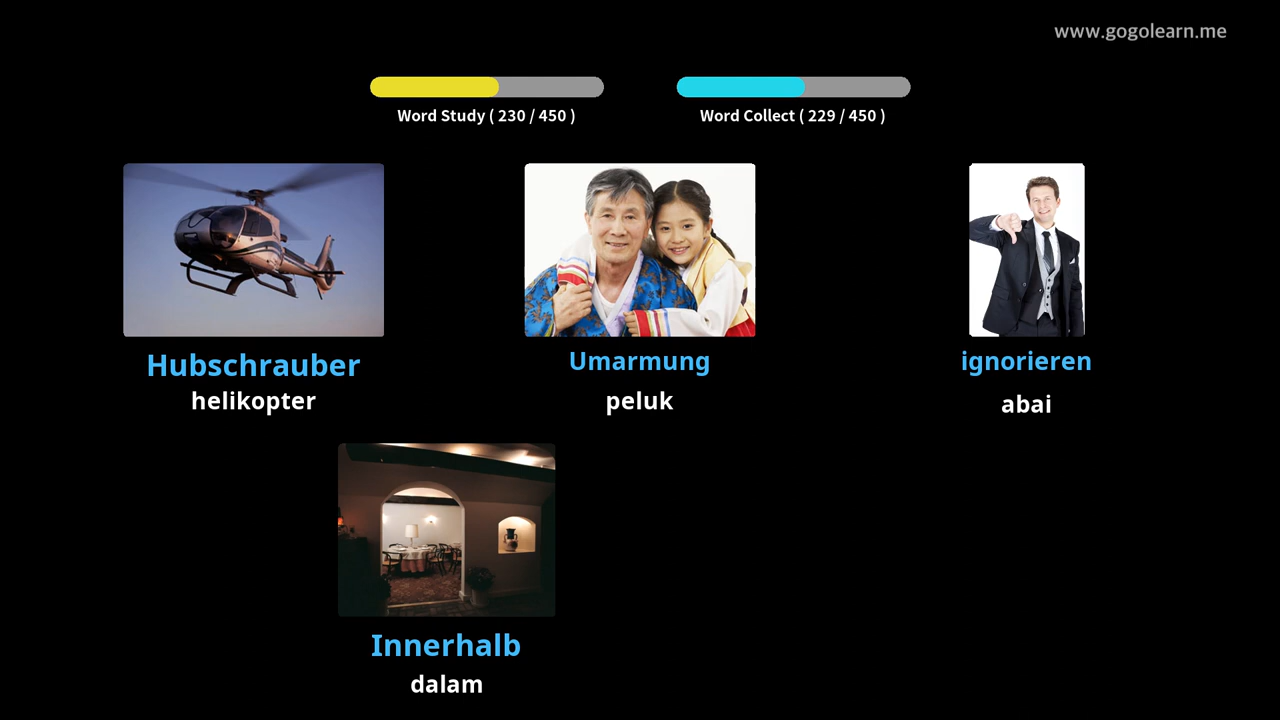 www.gogolearn.me
Word Study ( 230 / 450 )
Word Collect ( 229 / 450 )
Hubschrauber
helikopter
Umarmung
peluk
ignorieren
abai
Innerhalb
dalam